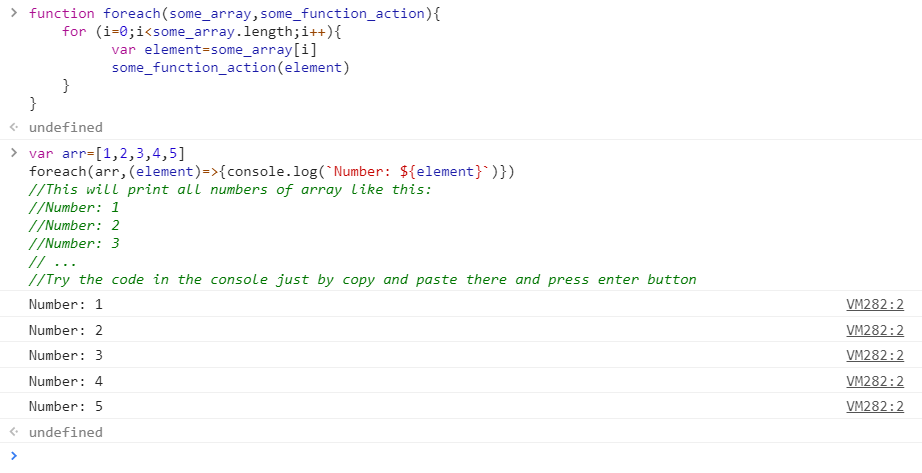 function foreach(some_array,some_function_action){
for (i=0;i<some_array.length;i++){
var element=some_array[i]
some_function_action(element)
}
}
undefined
var arr=[1,2,3,4,5]
foreach(arr,(element)=>{console.log(`Number: ${element}`)})
//This will print all numbers of array like this:
//Number: 1
//Number: 2
//Number: 3
// ...
//Try the code in the console just by copy and paste there and press enter button
Number: 1 VM282:2
Number: 2 VM282:2
Number: 3 VM282:2
Number: 4 VM282:2
Number: 5 VM282:2
undefined